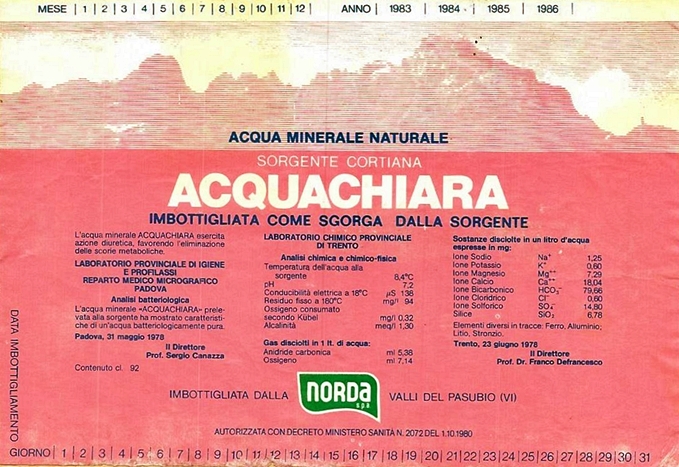 MESE | 1 | 2 | 3 | 4 | 5 | 6 | 7 | 8 | 9 | 10 | 11 | 12 | ANNO | 1983 | 1984 | 1985 | 1986 |
ACQUA MINERALE NATURALE
SORGENTE CORTIANA
ACQUACHIARA
IMBOTTIGLIATA COME SGORGA DALLA SORGENTE
L'acqua minerale ACQUACHIARA esercita
azione diuretica, favorendo l'eliminazione
delle scorie metaboliche.
LABORATORIO PROVINCIALE DI IGIENE
E PROFILASSI
REPARTO MEDICO MICROGRAFICO
PADOVA
Analisi batteriologica
L'acqua minerale «ACQUACHIARA» prele-
vata alla sorgente ha mostrato caratteristi-
che di un'acqua batteriologicamente pura.
Padova, 31 maggio 1978
Il Direttore
Prof. Sergio Canazza
Contenuto cl. 92
LABORATORIO CHIMICO PROVINCIALE
DI TRENTO
Analisi chimica e chimico-fisica
Temperatura dell'acqua alla
sorgente 8,4°C
pH 7,2
Conducibilità elettrica a 18°C µS 138
Residuo fisso a 180°C mg/l 94
Ossigeno consumato
secondo Kübel mg/l 0,32
Alcalinità meq/l 1,30
Gas disciolti in 1 lt. di acqua:
Anidride carbonica ml 5,38
Ossigeno ml 7,14
Sostanze disciolte in un litro d'acqua
espresse in mg:
Ione Sodio Na⁺ 1,25
Ione Potassio K⁺ 0,60
Ione Magnesio Mg⁺⁺ 7,29
Ione Calcio Ca⁺⁺ 18,04
Ione Bicarbonico HCO₃⁻ 79,66
Ione Cloridrico Cl⁻ 0,60
Ione Solforico SO₄⁻⁻ 14,80
Silice SiO₂ 6,78
Elementi diversi in tracce: Ferro, Alluminio;
Litio, Stronzio.
Trento, 23 giugno 1978
Il Direttore
Prof. Dr. Franco Defrancesco
IMBOTTIGLIATA DALLA NORDA spa VALLI DEL PASUBIO (VI)
AUTORIZZATA CON DECRETO MINISTERO SANITÀ N. 2072 DEL 1.10.1980
DATA IMBOTTIGLIAMENTO
GIORNO | 1 | 2 | 3 | 4 | 5 | 6 | 7 | 8 | 9 | 10 | 11 | 12 | 13 | 14 | 15 | 16 | 17 | 18 | 19 | 20 | 21 | 22 | 23 | 24 | 25 | 26 | 27 | 28 | 29 | 30 | 31